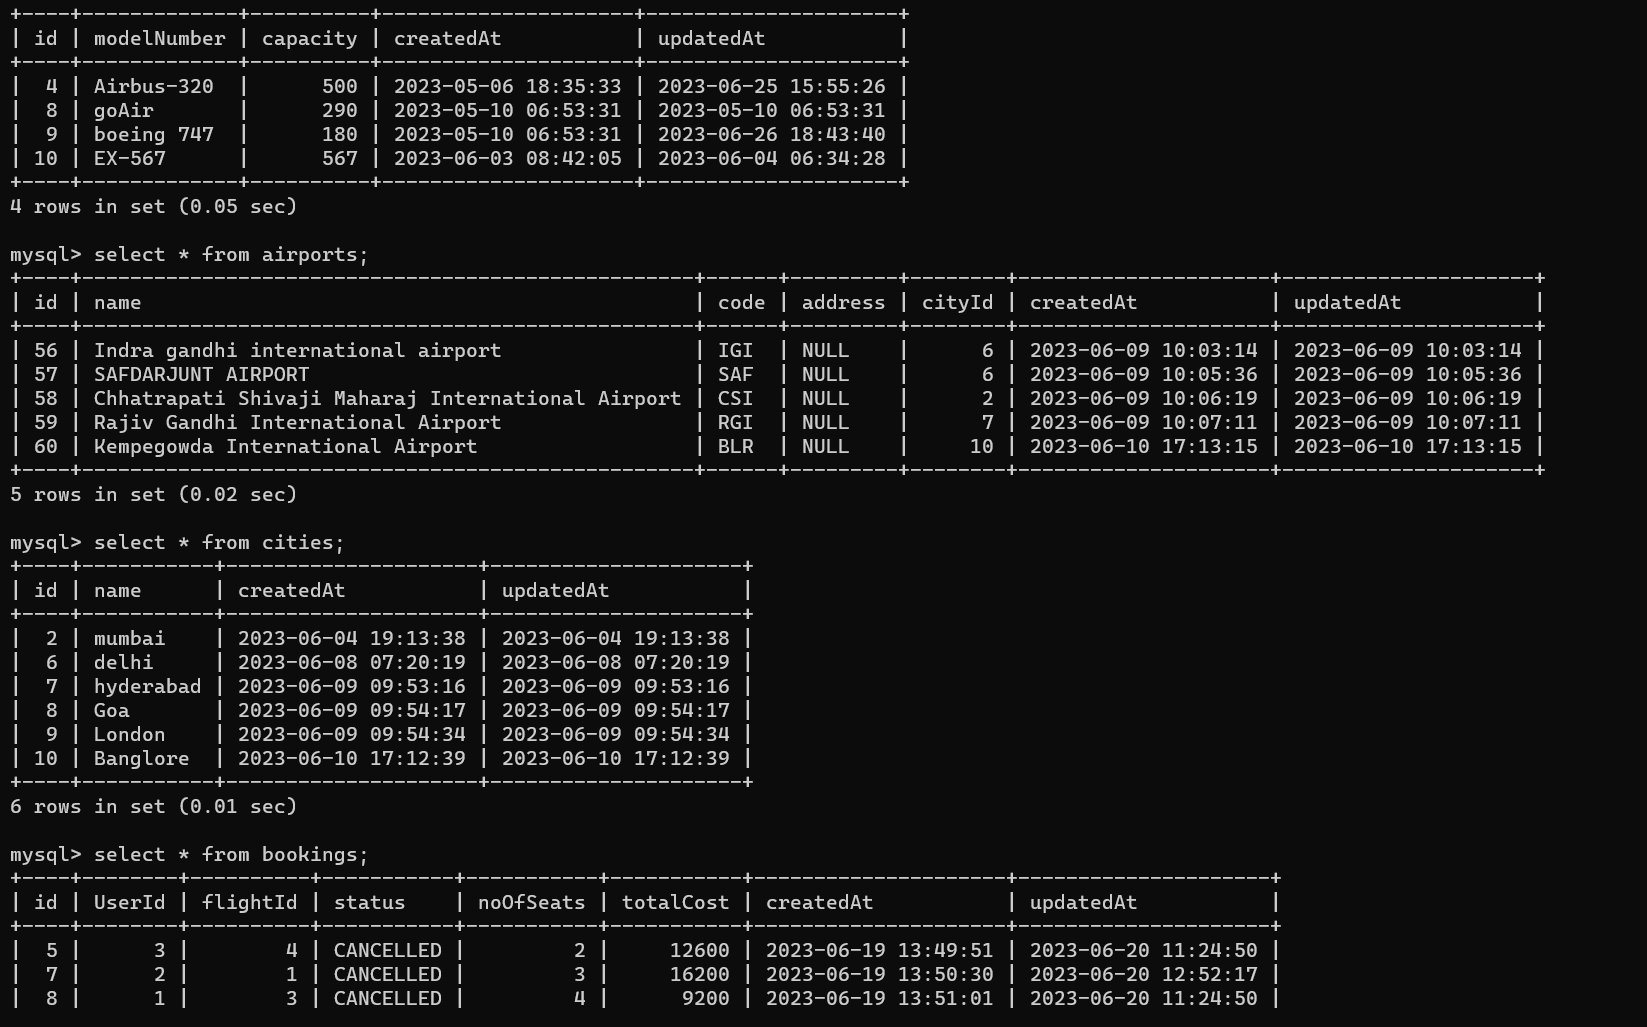 +----+-------------+----------+---------------------+---------------------+
| id | modelNumber | capacity | createdAt           | updatedAt           |
+----+-------------+----------+---------------------+---------------------+
|  4 | Airbus-320  |      500 | 2023-05-06 18:35:33 | 2023-06-25 15:55:26 |
|  8 | goAir       |      290 | 2023-05-10 06:53:31 | 2023-05-10 06:53:31 |
|  9 | boeing 747  |      180 | 2023-05-10 06:53:31 | 2023-06-26 18:43:40 |
| 10 | EX-567      |      567 | 2023-06-03 08:42:05 | 2023-06-04 06:34:28 |
+----+-------------+----------+---------------------+---------------------+
4 rows in set (0.05 sec)

mysql> select * from airports;
+----+---------------------------------------------------+------+---------+--------+---------------------+---------------------+
| id | name                                              | code | address | cityId | createdAt           | updatedAt           |
+----+---------------------------------------------------+------+---------+--------+---------------------+---------------------+
| 56 | Indra gandhi international airport                | IGI  | NULL    |      6 | 2023-06-09 10:03:14 | 2023-06-09 10:03:14 |
| 57 | SAFDARJUNT AIRPORT                                | SAF  | NULL    |      6 | 2023-06-09 10:05:36 | 2023-06-09 10:05:36 |
| 58 | Chhatrapati Shivaji Maharaj International Airport | CSI  | NULL    |      2 | 2023-06-09 10:06:19 | 2023-06-09 10:06:19 |
| 59 | Rajiv Gandhi International Airport                | RGI  | NULL    |      7 | 2023-06-09 10:07:11 | 2023-06-09 10:07:11 |
| 60 | Kempegowda International Airport                  | BLR  | NULL    |     10 | 2023-06-10 17:13:15 | 2023-06-10 17:13:15 |
+----+---------------------------------------------------+------+---------+--------+---------------------+---------------------+
5 rows in set (0.02 sec)

mysql> select * from cities;
+----+-----------+---------------------+---------------------+
| id | name      | createdAt           | updatedAt           |
+----+-----------+---------------------+---------------------+
|  2 | mumbai    | 2023-06-04 19:13:38 | 2023-06-04 19:13:38 |
|  6 | delhi     | 2023-06-08 07:20:19 | 2023-06-08 07:20:19 |
|  7 | hyderabad | 2023-06-09 09:53:16 | 2023-06-09 09:53:16 |
|  8 | Goa       | 2023-06-09 09:54:17 | 2023-06-09 09:54:17 |
|  9 | London    | 2023-06-09 09:54:34 | 2023-06-09 09:54:34 |
| 10 | Banglore  | 2023-06-10 17:12:39 | 2023-06-10 17:12:39 |
+----+-----------+---------------------+---------------------+
6 rows in set (0.01 sec)

mysql> select * from bookings;
+----+--------+----------+-----------+-----------+-----------+---------------------+---------------------+
| id | UserId | flightId | status    | noOfSeats | totalCost | createdAt           | updatedAt           |
+----+--------+----------+-----------+-----------+-----------+---------------------+---------------------+
|  5 |      3 |        4 | CANCELLED |         2 |     12600 | 2023-06-19 13:49:51 | 2023-06-20 11:24:50 |
|  7 |      2 |        1 | CANCELLED |         3 |     16200 | 2023-06-19 13:50:30 | 2023-06-20 12:52:17 |
|  8 |      1 |        3 | CANCELLED |         4 |      9200 | 2023-06-19 13:51:01 | 2023-06-20 11:24:50 |